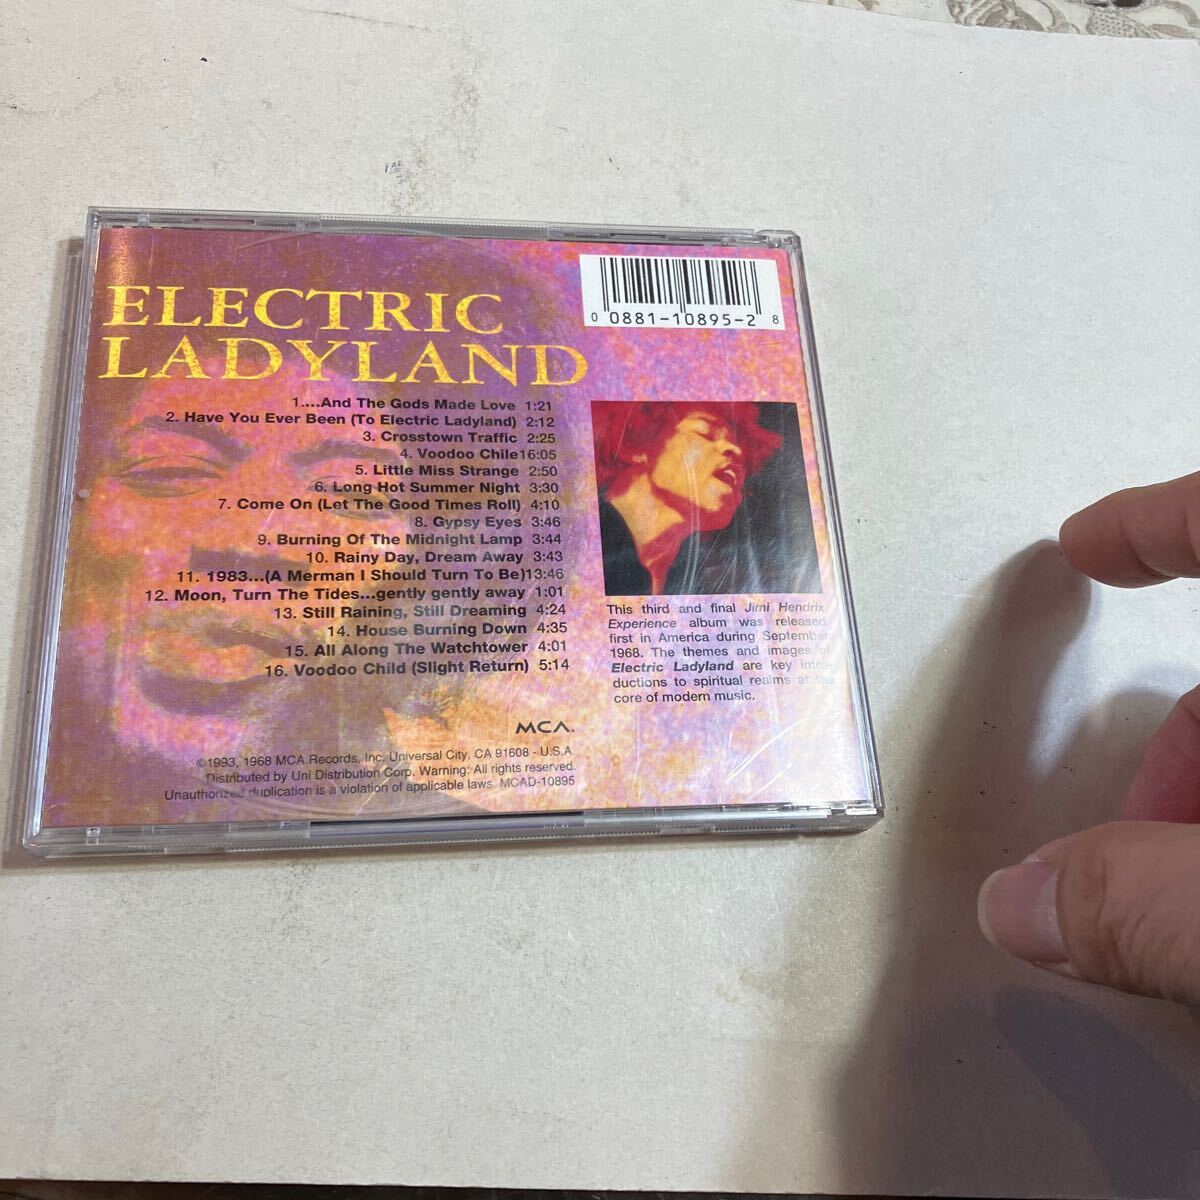 ELECTRIC
LADYLAND
0 0881-10895-2 8
1....And The Gods Made Love 1:21
2. Have You Ever Been (To Electric Ladyland) 2:12
3. Crosstown Traffic 2:25
4. Voodoo Chile 15:05
5. Little Miss Strange 2:50
6. Long Hot Summer Night 3:30
7. Come On (Let The Good Times Roll) 4:10
8. Gypsy Eyes 3:46
9. Burning Of The Midnight Lamp 3:44
10. Rainy Day, Dream Away 3:43
11. 1983...(A Merman I Should Turn To Be) 13:46
12. Moon, Turn The Tides...gently gently away 1:01
13. Still Raining, Still Dreaming 4:24
14. House Burning Down 4:35
15. All Along The Watchtower 4:01
16. Voodoo Child (Slight Return) 5:14
This third and final Jimi Hendrix
Experience album was released
first in America during September
1968. The themes and images of
Electric Ladyland are key intro-
ductions to spiritual realms at the
core of modern music.
MCA.
©1993, 1968 MCA Records, Inc. Universal City, CA 91608 - U.S.A.
Distributed by Uni Distribution Corp. Warning: All rights reserved.
Unauthorized duplication is a violation of applicable laws. MCAD-10895